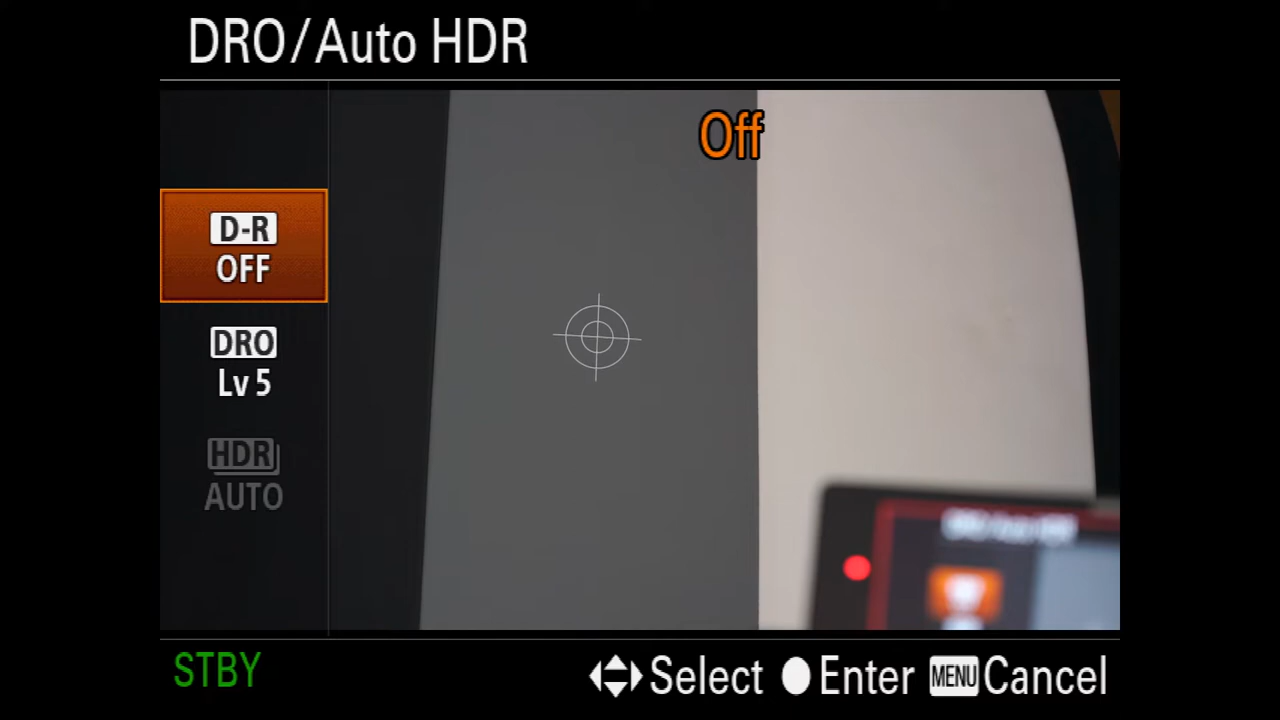 DRO/Auto HDR
Off
D-R
OFF
DRO
Lv 5
HDR
AUTO
STBY
Select Enter MENU Cancel